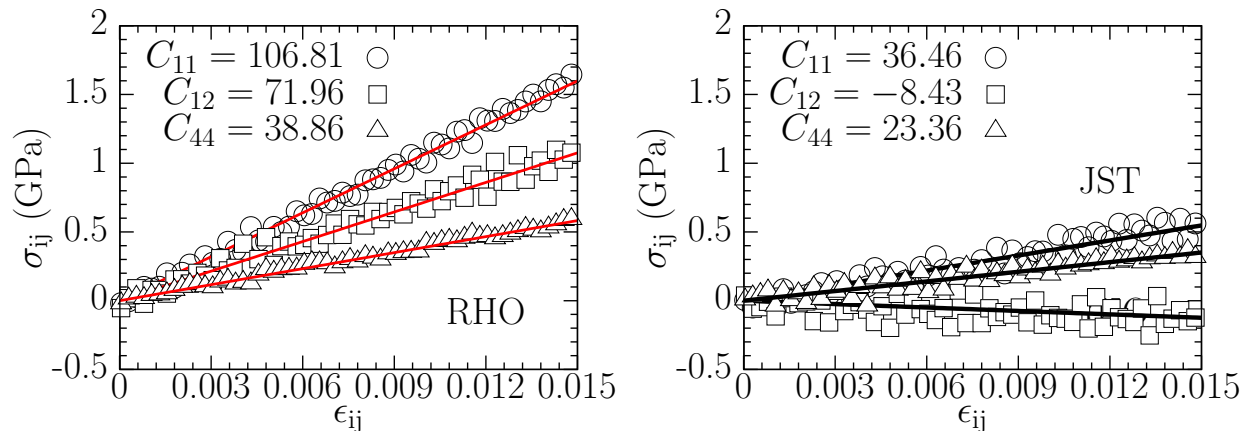 2
1.5
1
0.5
0
-0.5
σij (GPa)
C11 = 106.81
C12 = 71.96
C44 = 38.86
RHO
0 0.003 0.006 0.009 0.012 0.015
ϵij
2
1.5
1
0.5
0
-0.5
σij (GPa)
C11 = 36.46
C12 = −8.43
C44 = 23.36
JST
0 0.003 0.006 0.009 0.012 0.015
ϵij